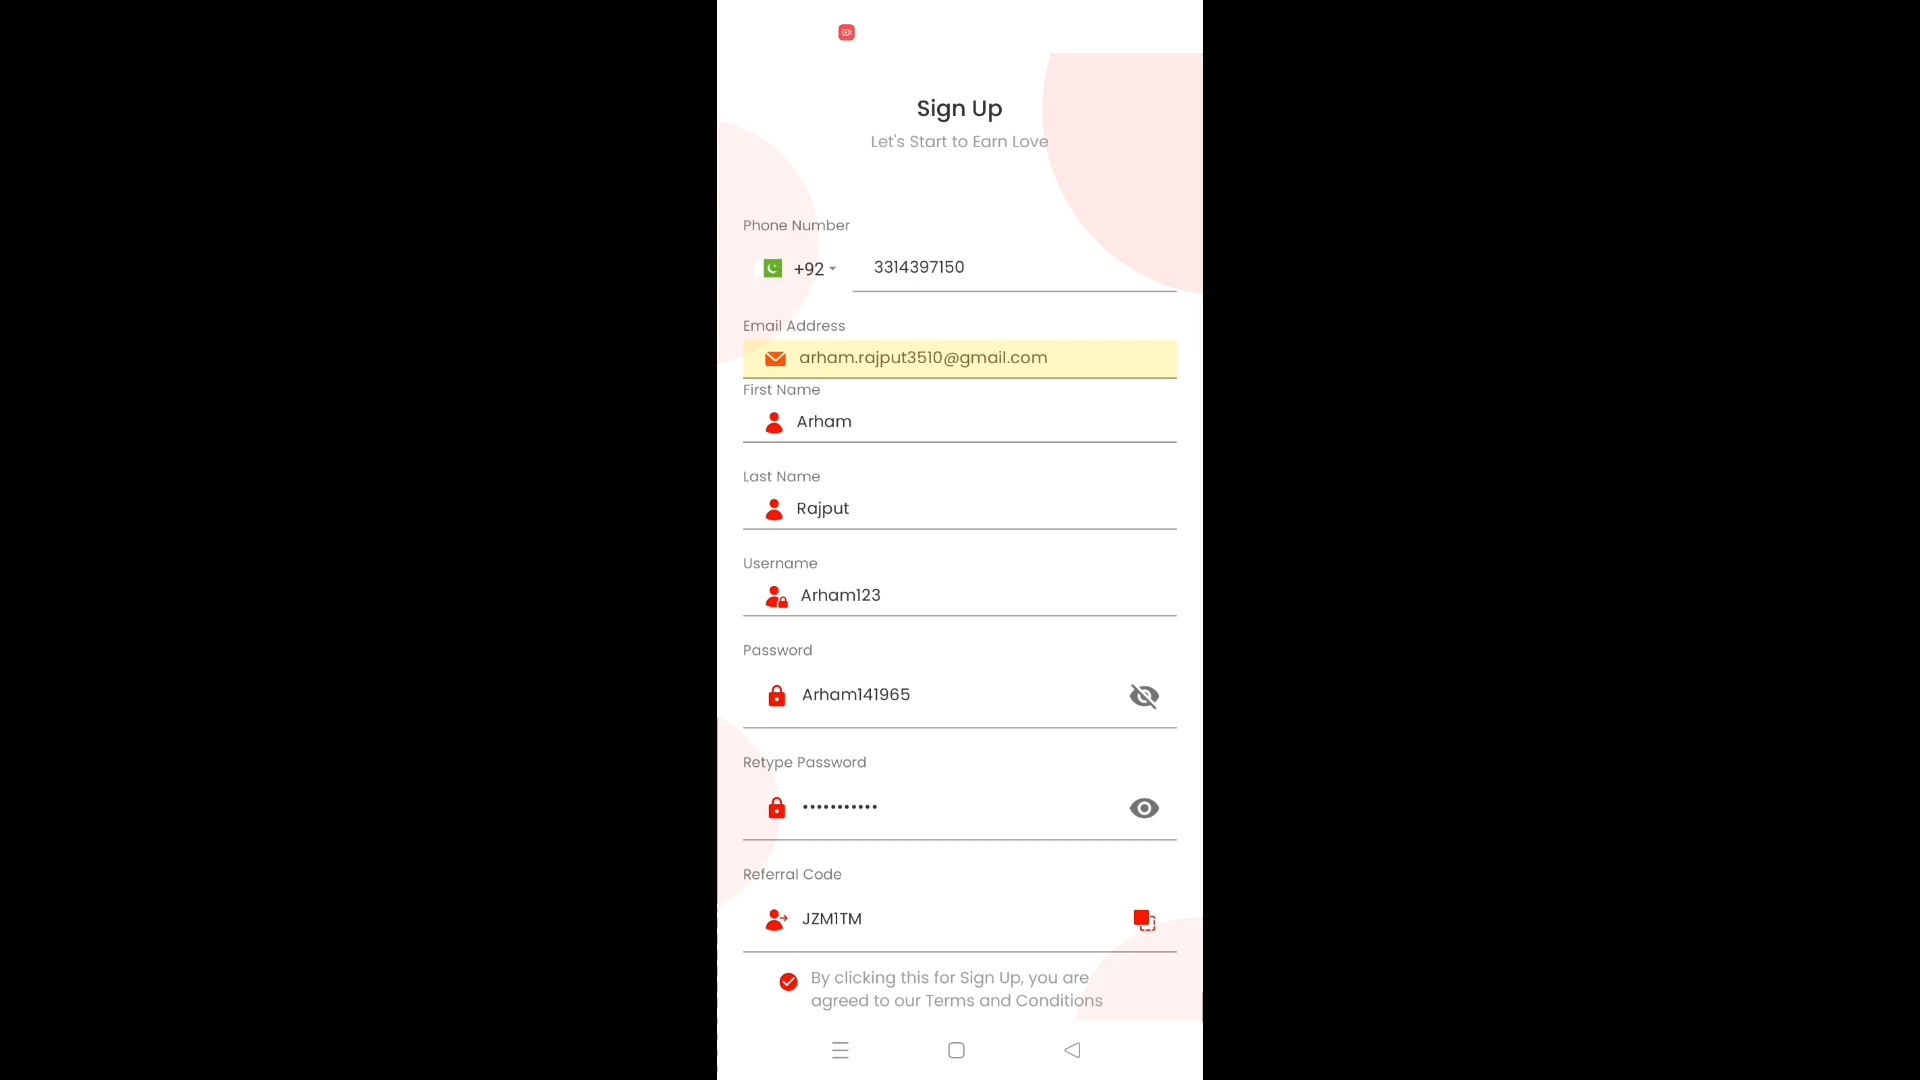 Sign Up
Let's Start to Earn Love
Phone Number
+92 3314397150
Email Address
arham.rajput3510@gmail.com
First Name
Arham
Last Name
Rajput
Username
Arham123
Password
Arham141965
Retype Password
•••••••••••
Referral Code
JZM1TM
By clicking this for Sign Up, you are
agreed to our Terms and Conditions